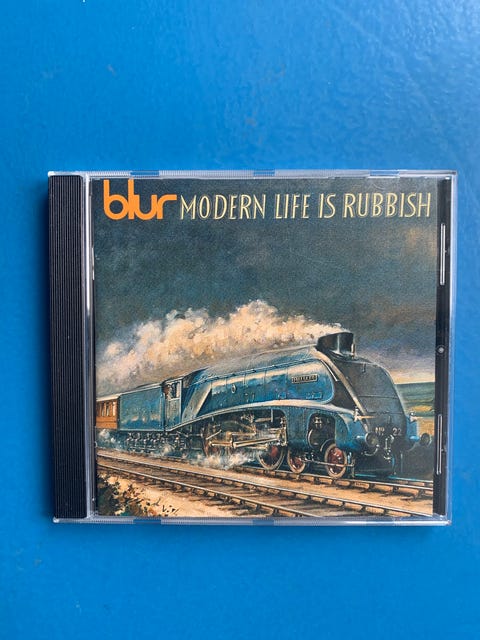 blur MODERN LIFE IS RUBBISH